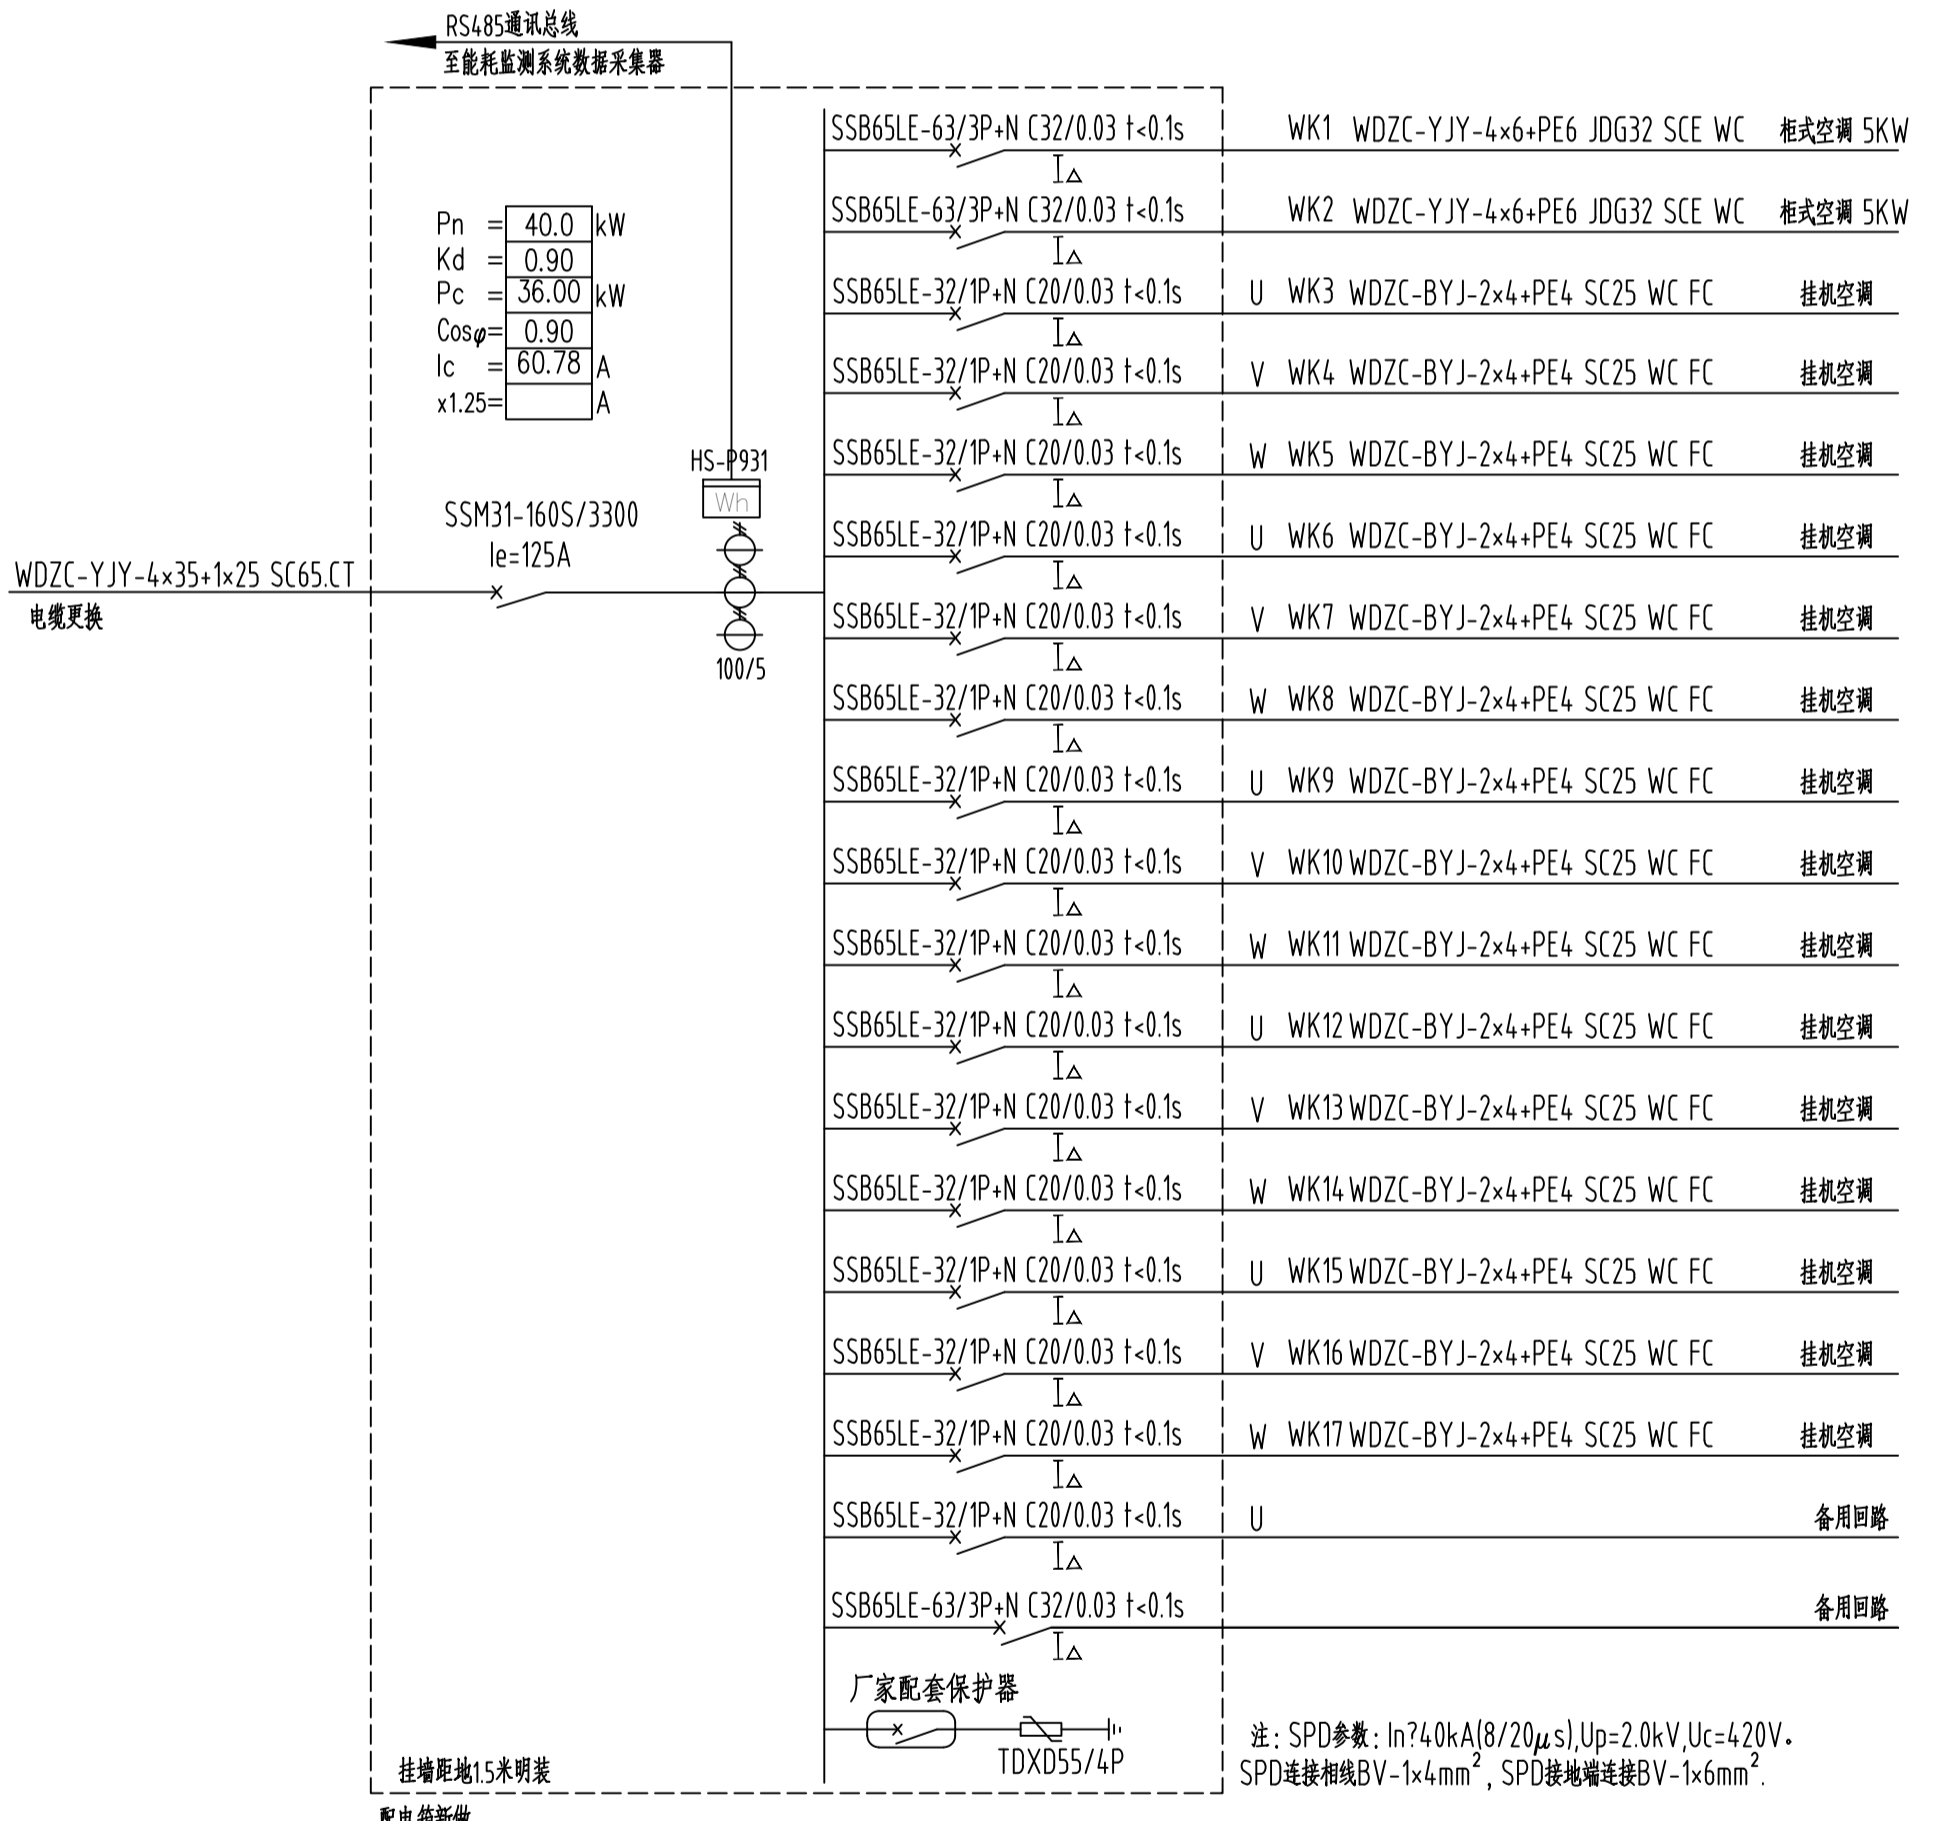 RS485通讯总线
至能耗监测系统数据采集器
SSB65LE-63/3P+N C32/0.03 t<0.1s WK1 WDZC-YJY-4×6+PE6 JDG32 SCE WC 柜式空调 5KW
I△
SSB65LE-63/3P+N C32/0.03 t<0.1s WK2 WDZC-YJY-4×6+PE6 JDG32 SCE WC 柜式空调 5KW
I△
Pn = 40.0 kW
Kd = 0.90
Pc = 36.00 kW
Cosφ= 0.90
Ic = 60.78 A
x1.25= A
SSB65LE-32/1P+N C20/0.03 t<0.1s U WK3 WDZC-BYJ-2×4+PE4 SC25 WC FC 挂机空调
I△
SSB65LE-32/1P+N C20/0.03 t<0.1s V WK4 WDZC-BYJ-2×4+PE4 SC25 WC FC 挂机空调
I△
SSB65LE-32/1P+N C20/0.03 t<0.1s W WK5 WDZC-BYJ-2×4+PE4 SC25 WC FC 挂机空调
I△
HS-P931
Wh
SSM31-160S/3300
Ie=125A
WDZC-YJY-4×35+1×25 SC65.CT
电缆更换
100/5
SSB65LE-32/1P+N C20/0.03 t<0.1s U WK6 WDZC-BYJ-2×4+PE4 SC25 WC FC 挂机空调
I△
SSB65LE-32/1P+N C20/0.03 t<0.1s V WK7 WDZC-BYJ-2×4+PE4 SC25 WC FC 挂机空调
I△
SSB65LE-32/1P+N C20/0.03 t<0.1s W WK8 WDZC-BYJ-2×4+PE4 SC25 WC FC 挂机空调
I△
SSB65LE-32/1P+N C20/0.03 t<0.1s U WK9 WDZC-BYJ-2×4+PE4 SC25 WC FC 挂机空调
I△
SSB65LE-32/1P+N C20/0.03 t<0.1s V WK10 WDZC-BYJ-2×4+PE4 SC25 WC FC 挂机空调
I△
SSB65LE-32/1P+N C20/0.03 t<0.1s W WK11 WDZC-BYJ-2×4+PE4 SC25 WC FC 挂机空调
I△
SSB65LE-32/1P+N C20/0.03 t<0.1s U WK12 WDZC-BYJ-2×4+PE4 SC25 WC FC 挂机空调
I△
SSB65LE-32/1P+N C20/0.03 t<0.1s V WK13 WDZC-BYJ-2×4+PE4 SC25 WC FC 挂机空调
I△
SSB65LE-32/1P+N C20/0.03 t<0.1s W WK14 WDZC-BYJ-2×4+PE4 SC25 WC FC 挂机空调
I△
SSB65LE-32/1P+N C20/0.03 t<0.1s U WK15 WDZC-BYJ-2×4+PE4 SC25 WC FC 挂机空调
I△
SSB65LE-32/1P+N C20/0.03 t<0.1s V WK16 WDZC-BYJ-2×4+PE4 SC25 WC FC 挂机空调
I△
SSB65LE-32/1P+N C20/0.03 t<0.1s W WK17 WDZC-BYJ-2×4+PE4 SC25 WC FC 挂机空调
I△
SSB65LE-32/1P+N C20/0.03 t<0.1s U 备用回路
I△
SSB65LE-63/3P+N C32/0.03 t<0.1s 备用回路
I△
厂家配套保护器
TDXD55/4P
注：SPD参数：In?40kA(8/20μs),Up=2.0kV,Uc=420V。
SPD连接相线BV-1×4mm²，SPD接地端连接BV-1×6mm².
挂墙距地1.5米明装
配电箱新做